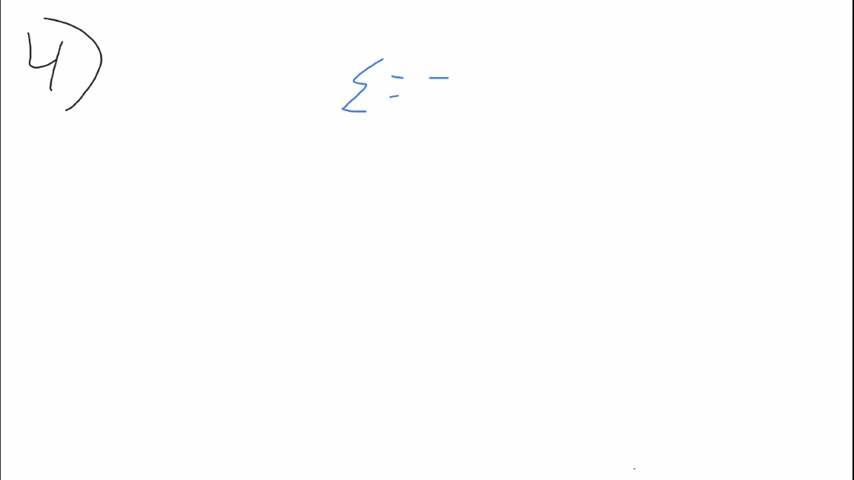 4)
Σ = -